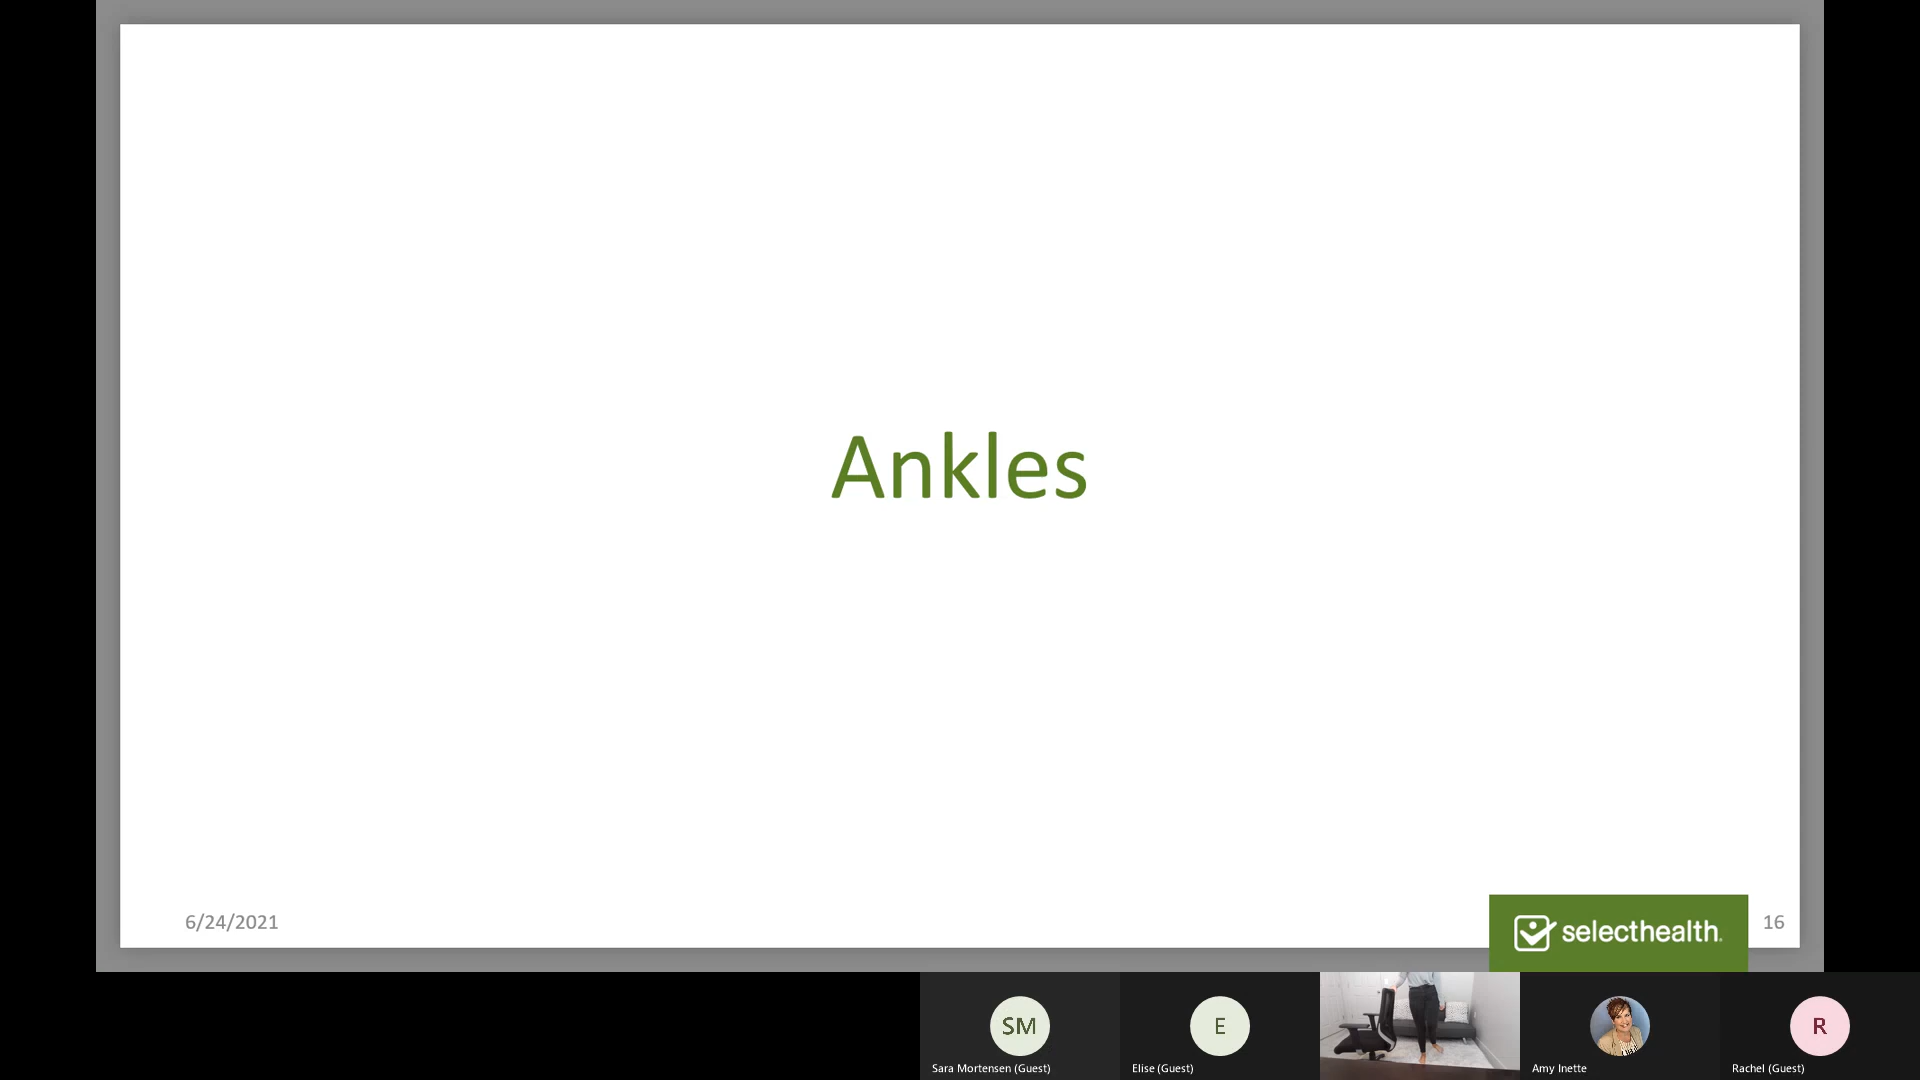 Ankles
6/24/2021
selecthealth.
16
SM
E
R
Sara Mortensen (Guest)
Elise (Guest)
Amy Inette
Rachel (Guest)